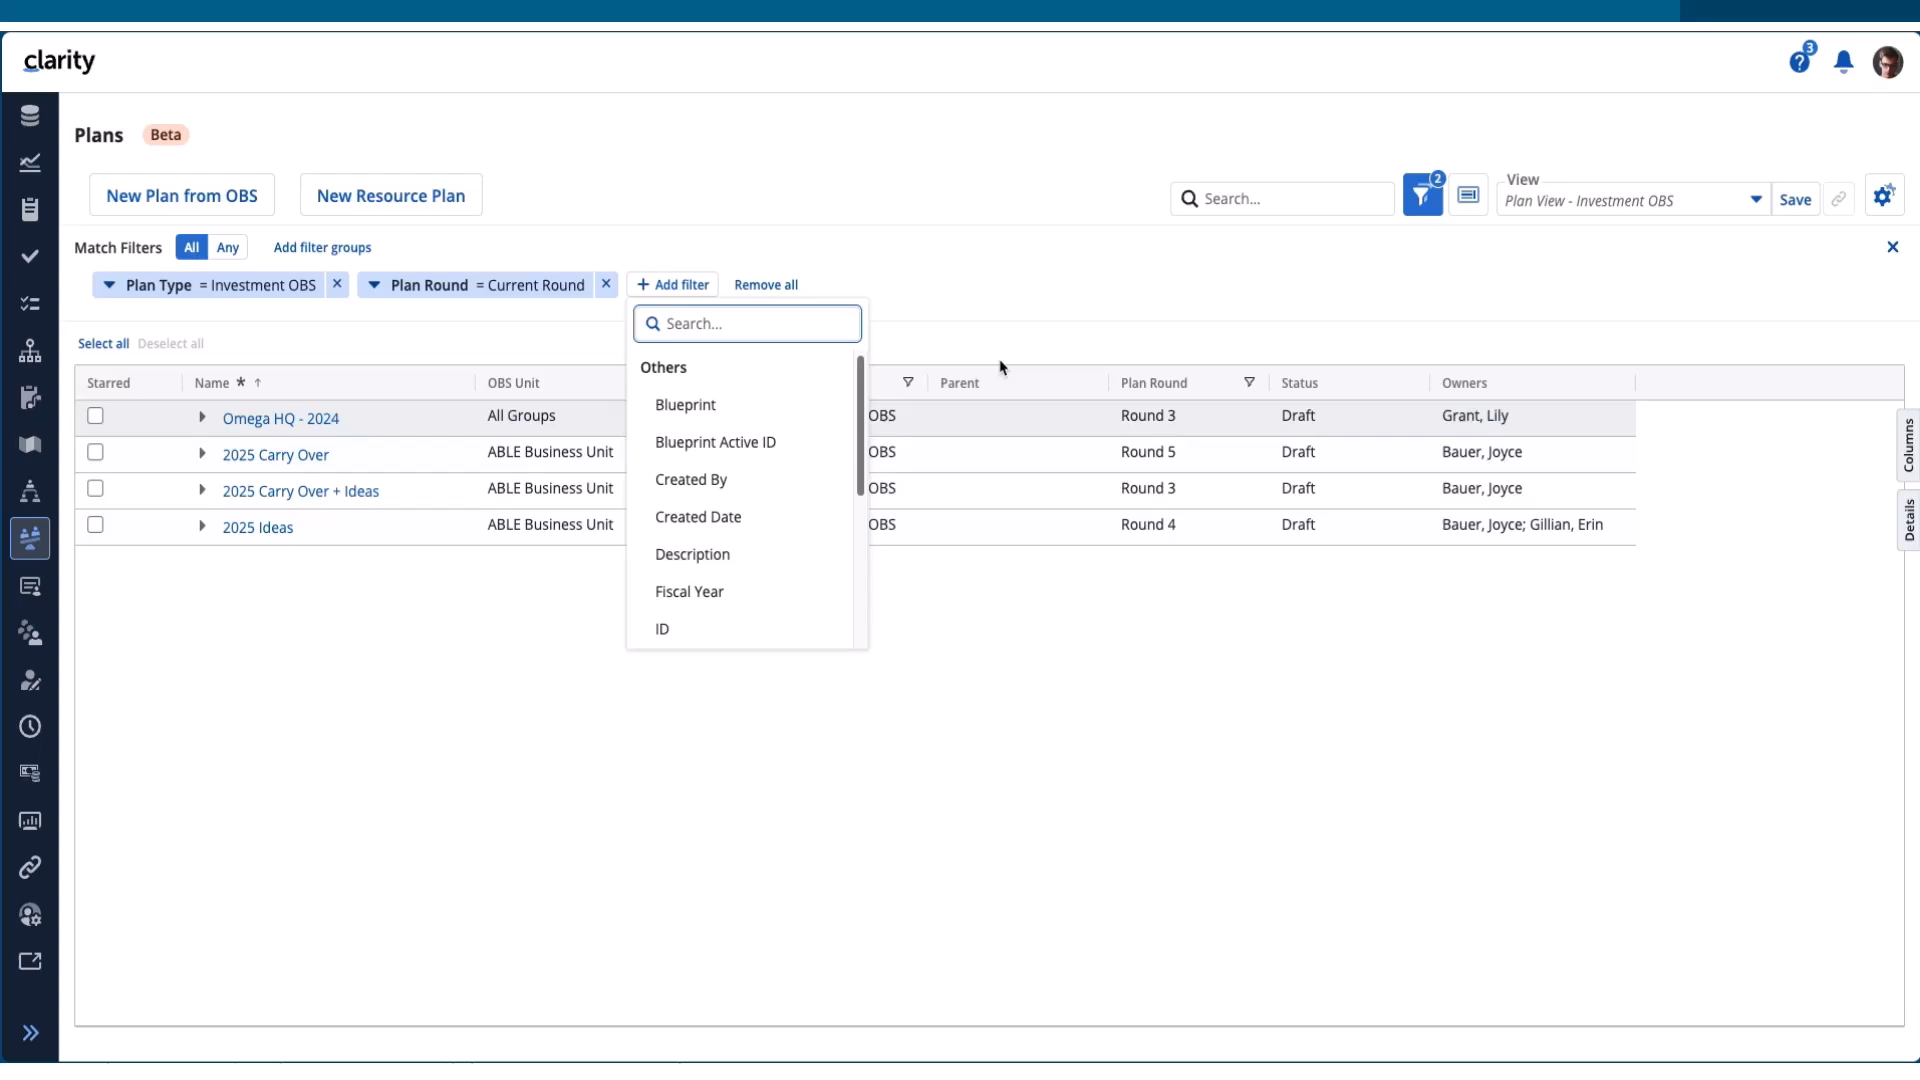 clarity
3
Plans Beta
New Plan from OBS New Resource Plan Search... 2 View Plan View - Investment OBS Save
Match Filters All Any Add filter groups
Plan Type = Investment OBS Plan Round = Current Round + Add filter Remove all
Search...
Select all Deselect all
Others
Blueprint
Blueprint Active ID
Created By
Created Date
Description
Fiscal Year
ID
Starred Name * OBS Unit Parent Plan Round Status Owners
Omega HQ - 2024 All Groups OBS Round 3 Draft Grant, Lily
2025 Carry Over ABLE Business Unit OBS Round 5 Draft Bauer, Joyce
2025 Carry Over + Ideas ABLE Business Unit OBS Round 3 Draft Bauer, Joyce
2025 Ideas ABLE Business Unit OBS Round 4 Draft Bauer, Joyce; Gillian, Erin
Columns
Details